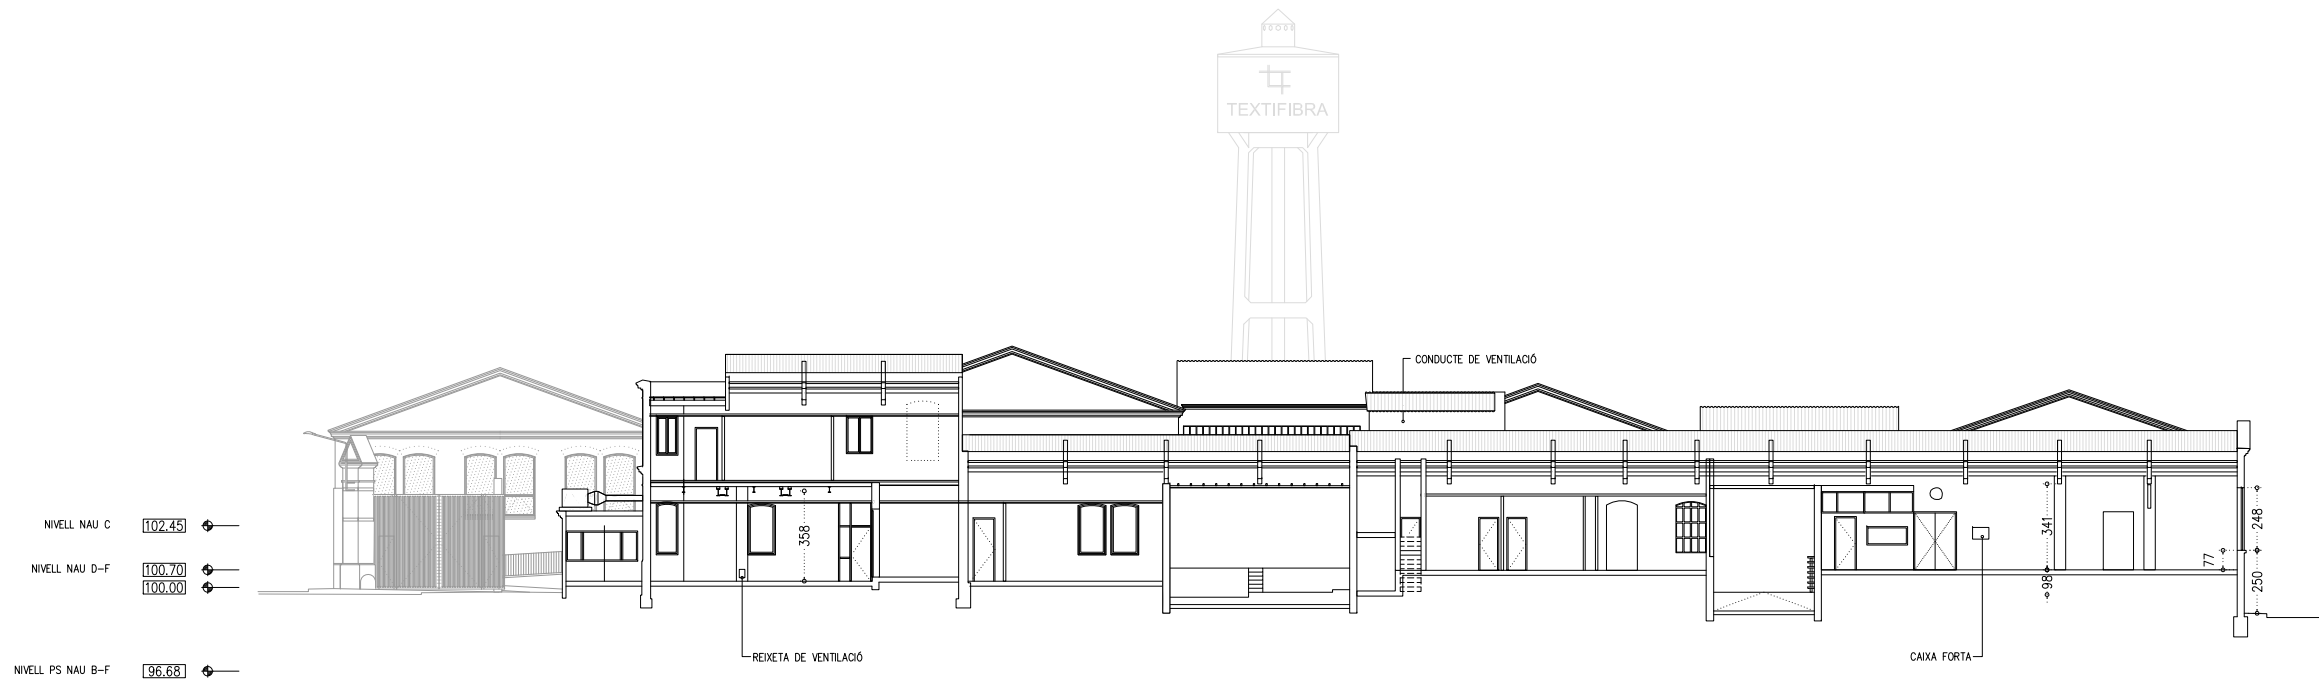 TEXTIFIBRA
CONDUCTE DE VENTILACIÓ
358
341
98
77
248
250
NIVELL NAU C 102.45
NIVELL NAU D-F 100.70
100.00
REIXETA DE VENTILACIÓ
CAIXA FORTA
NIVELL PS NAU B-F 96.68